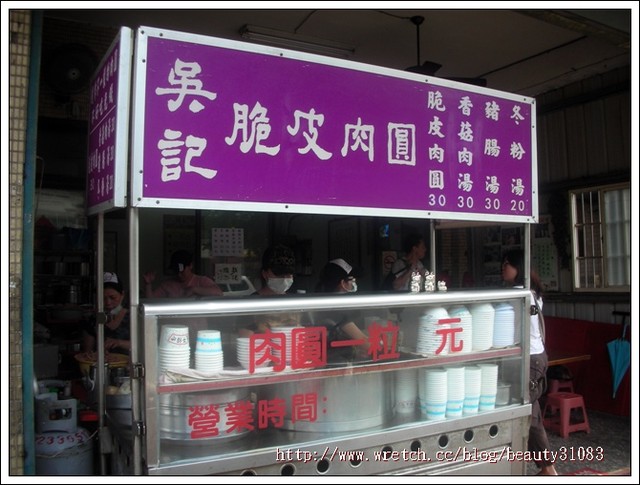 吳記
脆皮肉圓
脆皮肉圓 30
香菇肉湯 30
豬腸湯 30
冬粉湯 20
肉圓一粒 元
營業時間:
http://www.wretch.cc/blog/beauty31083